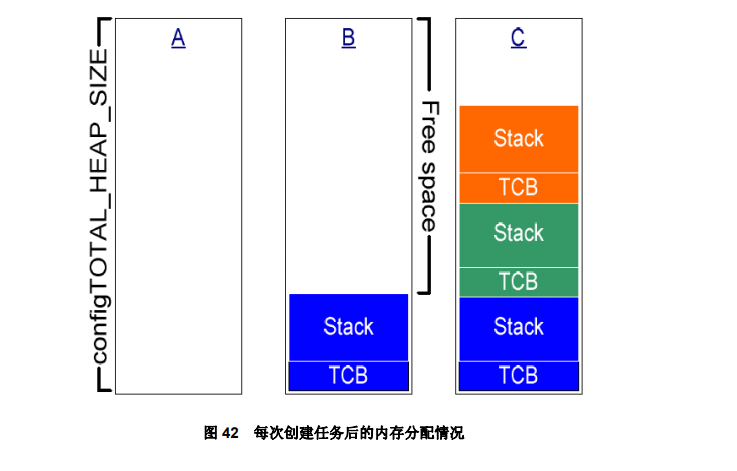 A
B
C
configTOTAL_HEAP_SIZE
Free space
Stack
TCB
Stack
TCB
Stack
TCB
Stack
TCB
图 42 每次创建任务后的内存分配情况